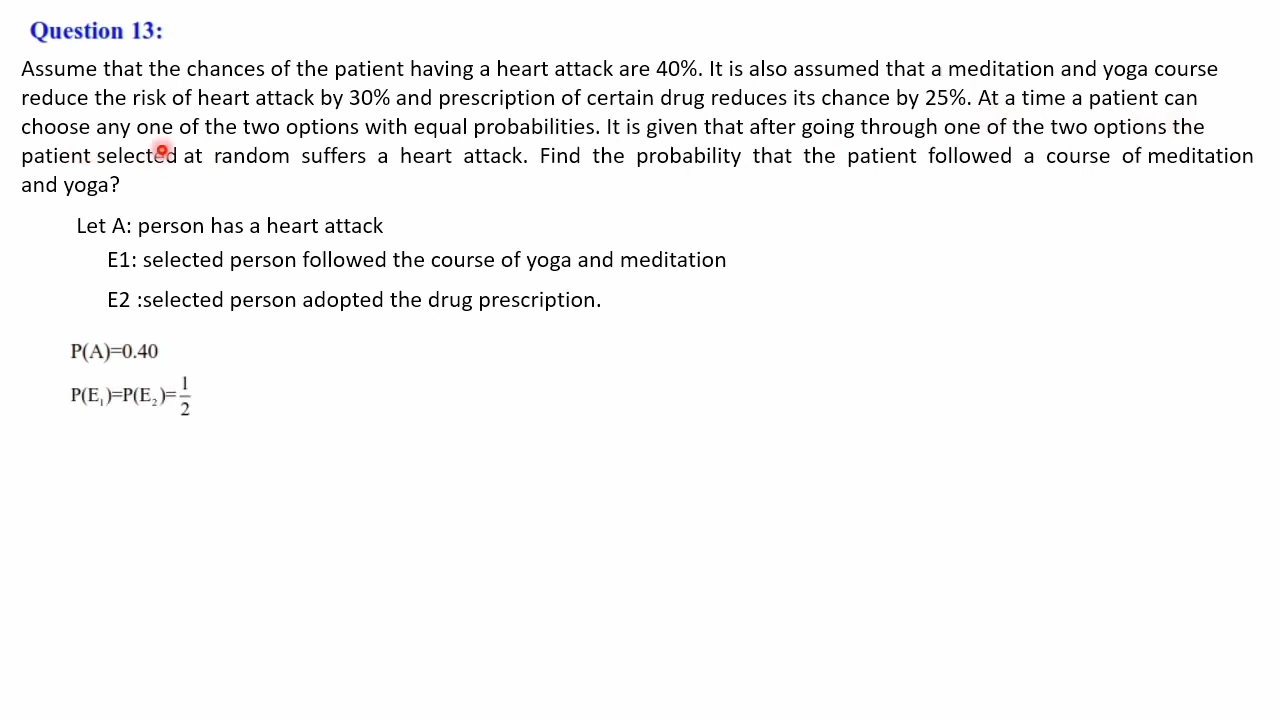 Question 13:
Assume that the chances of the patient having a heart attack are 40%. It is also assumed that a meditation and yoga course
reduce the risk of heart attack by 30% and prescription of certain drug reduces its chance by 25%. At a time a patient can
choose any one of the two options with equal probabilities. It is given that after going through one of the two options the
patient selected at random suffers a heart attack. Find the probability that the patient followed a course of meditation
and yoga?
Let A: person has a heart attack
E1: selected person followed the course of yoga and meditation
E2 :selected person adopted the drug prescription.
P(A)=0.40
P(E₁)=P(E₂)=1/2